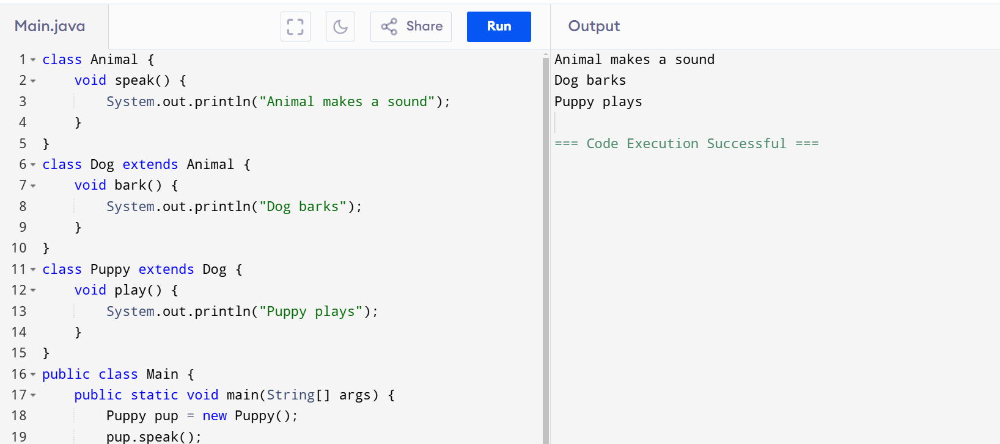 Main.java
Share
Run
Output
1 class Animal {
2     void speak() {
3         System.out.println("Animal makes a sound");
4     }
5 }
6 class Dog extends Animal {
7     void bark() {
8         System.out.println("Dog barks");
9     }
10 }
11 class Puppy extends Dog {
12     void play() {
13         System.out.println("Puppy plays");
14     }
15 }
16 public class Main {
17     public static void main(String[] args) {
18         Puppy pup = new Puppy();
19         pup.speak();
Animal makes a sound
Dog barks
Puppy plays
=== Code Execution Successful ===